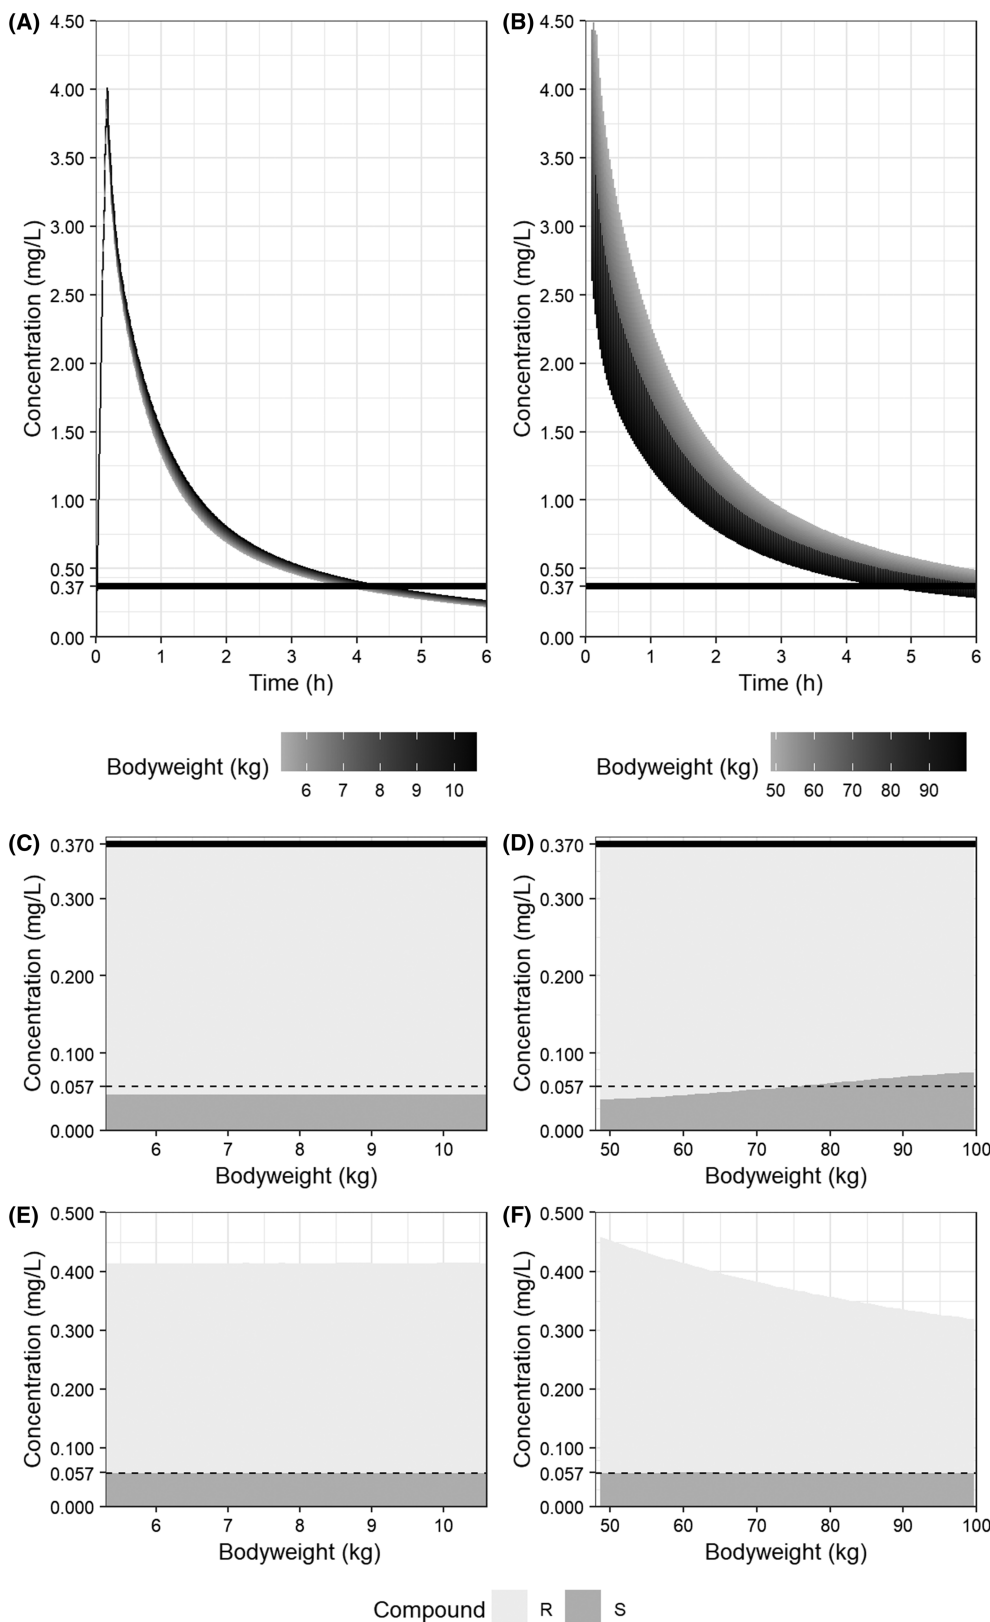 (A)
4.50
4.00
3.50
3.00
2.50
2.00
1.50
1.00
0.50
0.37
0.00
Concentration (mg/L)
0 1 2 3 4 5 6
Time (h)
Bodyweight (kg)
6 7 8 9 10
(B)
4.50
4.00
3.50
3.00
2.50
2.00
1.50
1.00
0.50
0.37
0.00
Concentration (mg/L)
0 1 2 3 4 5 6
Time (h)
Bodyweight (kg)
50 60 70 80 90
(C)
0.370
0.300
0.200
0.100
0.057
0.000
Concentration (mg/L)
6 7 8 9 10
Bodyweight (kg)
(D)
0.370
0.300
0.200
0.100
0.057
0.000
Concentration (mg/L)
50 60 70 80 90 100
Bodyweight (kg)
(E)
0.500
0.400
0.300
0.200
0.100
0.057
0.000
Concentration (mg/L)
6 7 8 9 10
Bodyweight (kg)
(F)
0.500
0.400
0.300
0.200
0.100
0.057
0.000
Concentration (mg/L)
50 60 70 80 90 100
Bodyweight (kg)
Compound R S